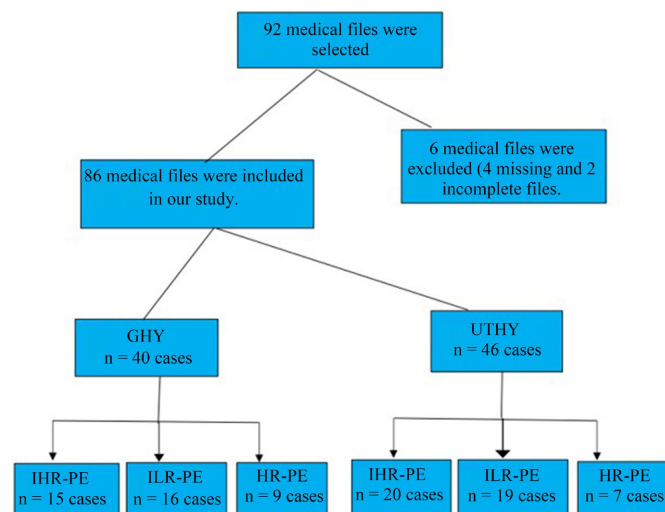 92 medical files were
selected
6 medical files were
excluded (4 missing and 2
incomplete files.
86 medical files were included
in our study.
GHY
n = 40 cases
UTHY
n = 46 cases
IHR-PE
n = 15 cases
ILR-PE
n = 16 cases
HR-PE
n = 9 cases
IHR-PE
n = 20 cases
ILR-PE
n = 19 cases
HR-PE
n = 7 cases